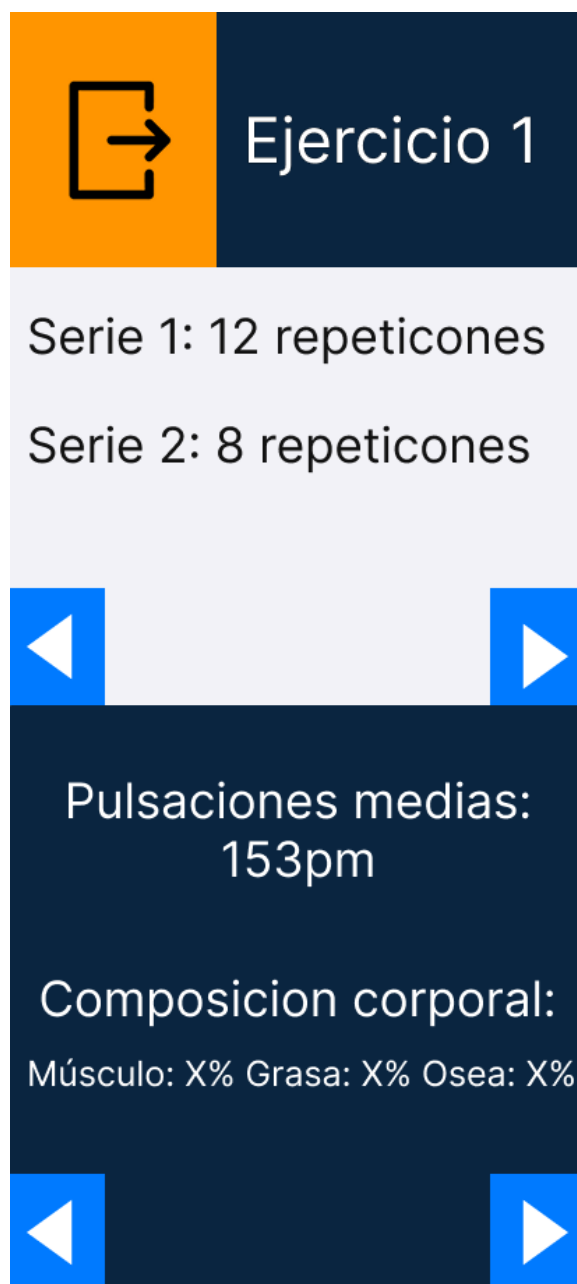 Ejercicio 1
Serie 1: 12 repeticones
Serie 2: 8 repeticones
Pulsaciones medias:
153pm
Composicion corporal:
Músculo: X% Grasa: X% Osea: X%